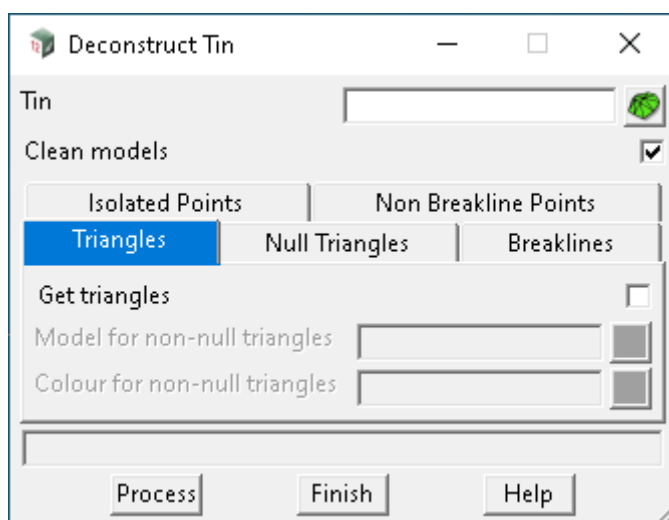 Deconstruct Tin
Tin
Clean models
Isolated Points Non Breakline Points
Triangles Null Triangles Breaklines
Get triangles
Model for non-null triangles
Colour for non-null triangles
Process Finish Help